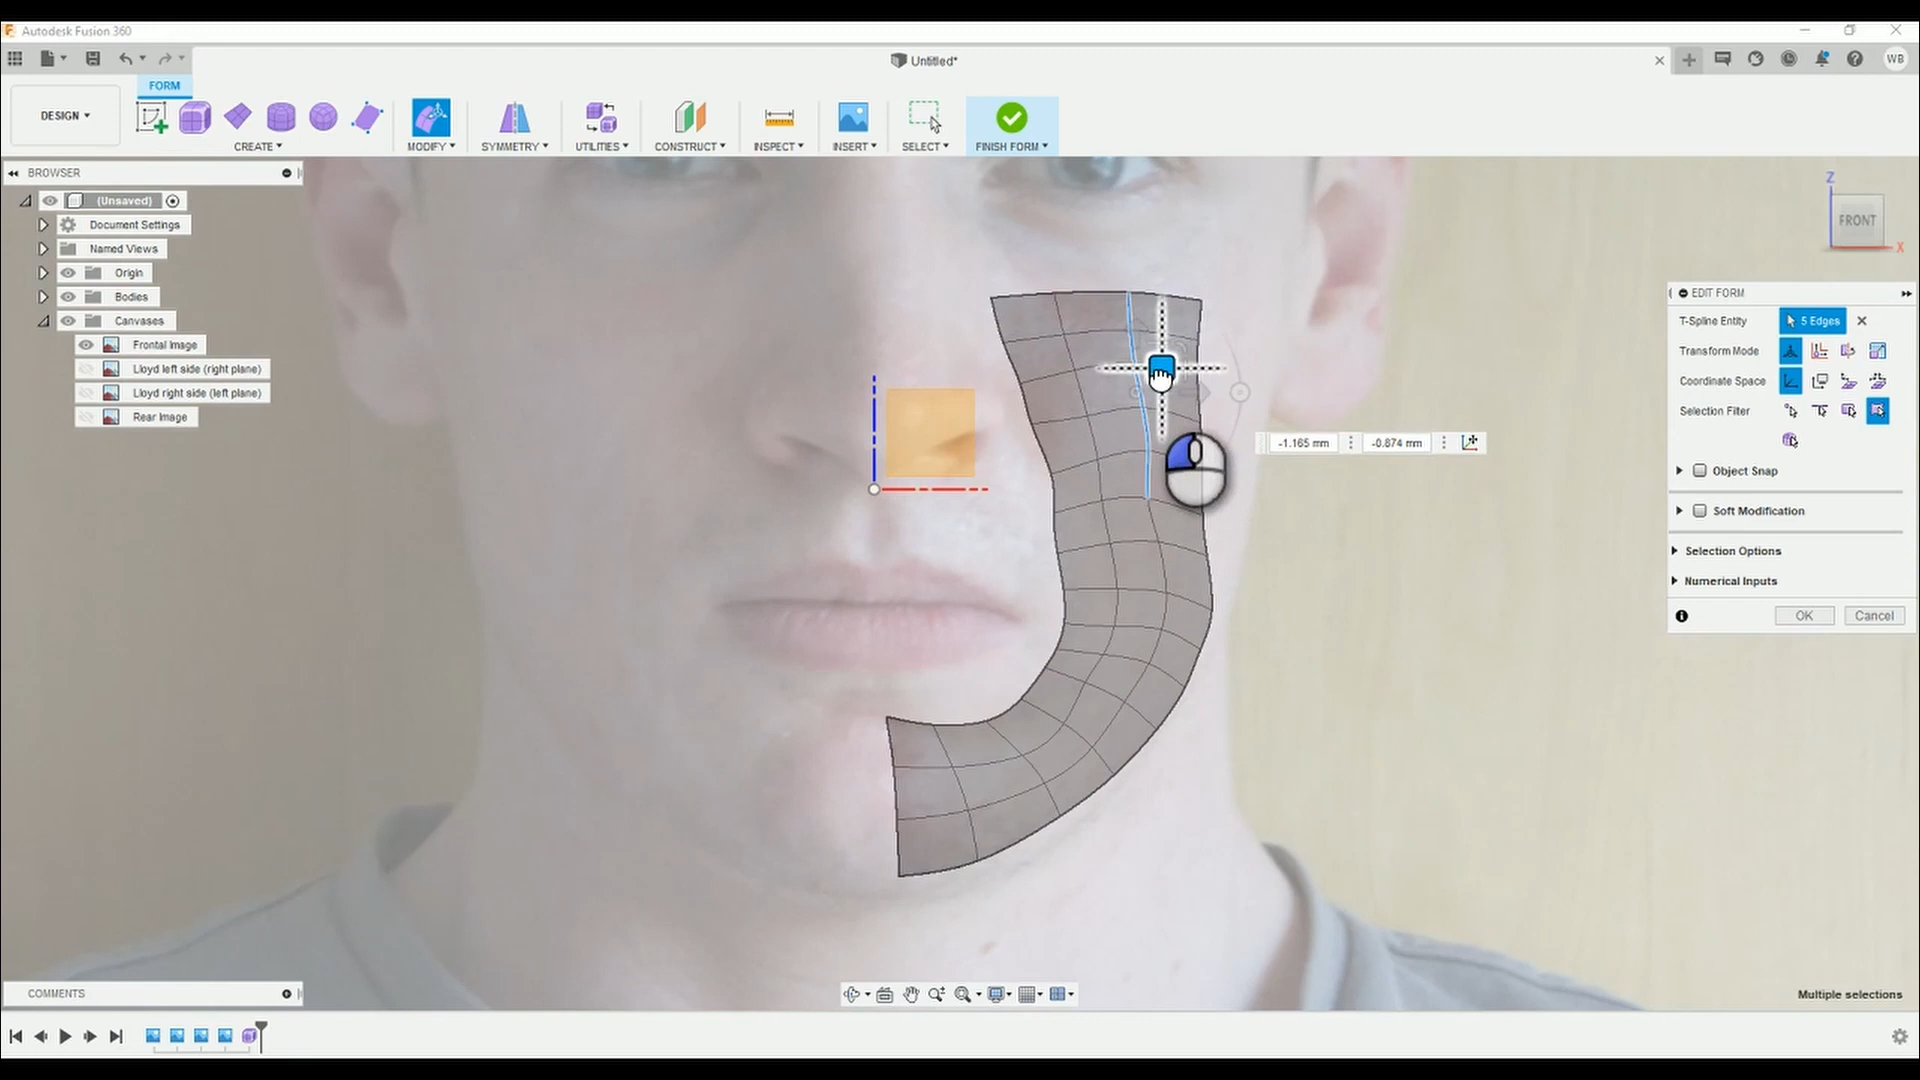 Autodesk Fusion 360
Untitled*
WB
FORM
DESIGN
CREATE
MODIFY
SYMMETRY
UTILITIES
CONSTRUCT
INSPECT
INSERT
SELECT
FINISH FORM
BROWSER
(Unsaved)
Document Settings
Named Views
Origin
Bodies
Canvases
Frontal Image
Lloyd left side (right plane)
Lloyd right side (left plane)
Rear Image
Z
FRONT
X
EDIT FORM
T-Spline Entity
5 Edges
Transform Mode
Coordinate Space
Selection Filter
Object Snap
Soft Modification
Selection Options
Numerical Inputs
OK
Cancel
-1.165 mm
-0.874 mm
COMMENTS
Multiple selections